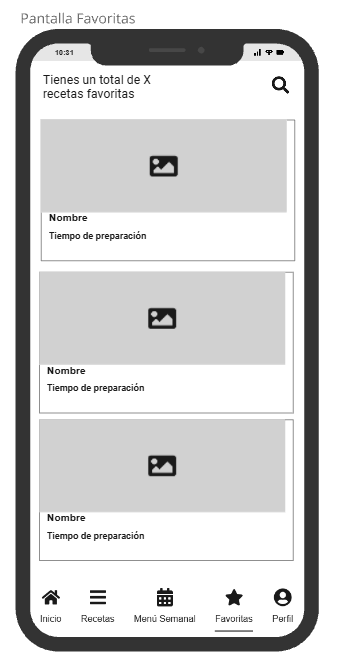 Pantalla Favoritas
10:31
Tienes un total de X
recetas favoritas
Nombre
Tiempo de preparación
Nombre
Tiempo de preparación
Nombre
Tiempo de preparación
Inicio
Recetas
Menú Semanal
Favoritas
Perfil